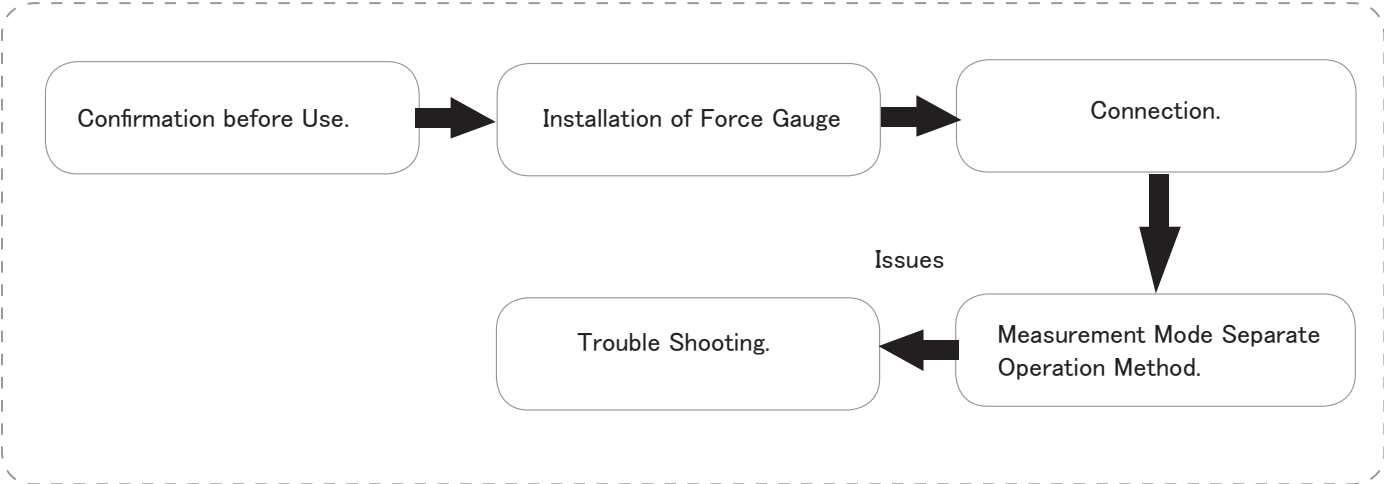 Confirmation before Use.
Installation of Force Gauge
Connection.
Issues
Measurement Mode Separate
Operation Method.
Trouble Shooting.